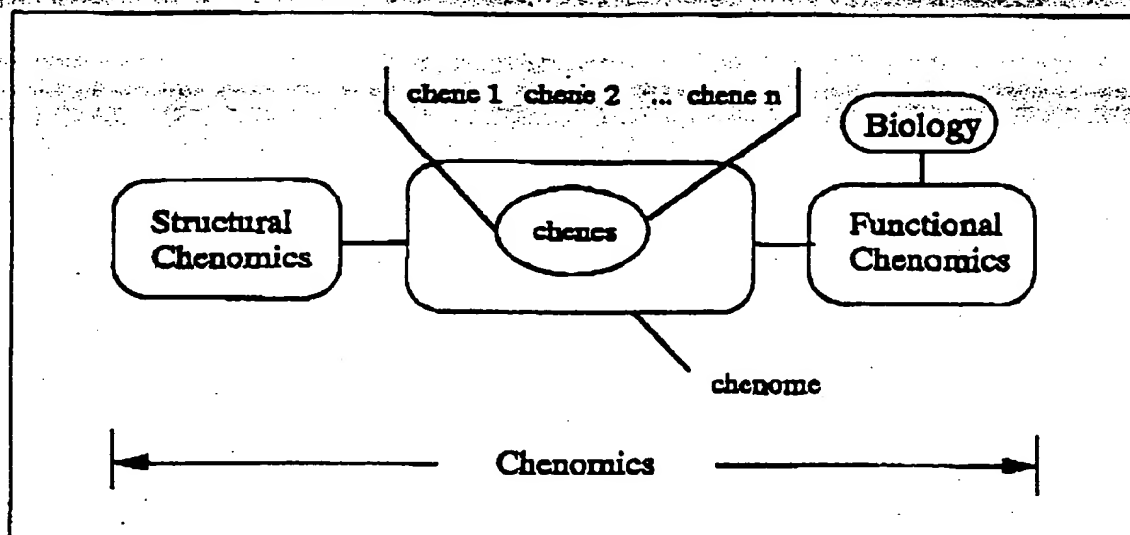 chene 1 chene 2 ... chene n
Biology
Structural
Chenomics
chenes
Functional
Chenomics
chenome
Chenomics